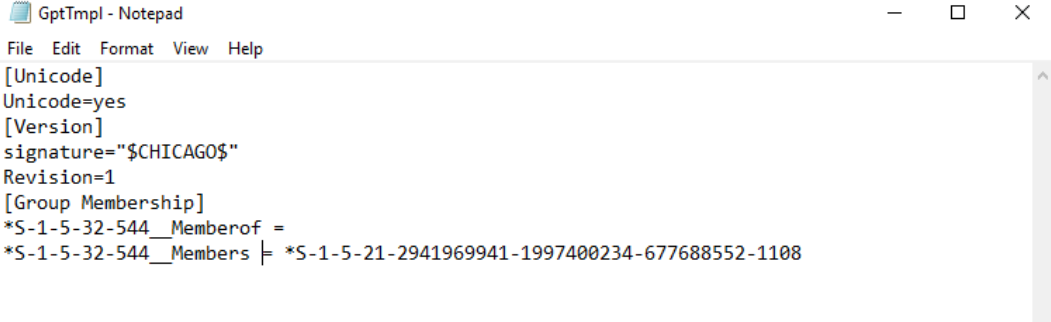 GptTmpl - Notepad
File Edit Format View Help
[Unicode]
Unicode=yes
[Version]
signature="$CHICAGO$"
Revision=1
[Group Membership]
*S-1-5-32-544__Memberof =
*S-1-5-32-544__Members = *S-1-5-21-2941969941-1997400234-677688552-1108